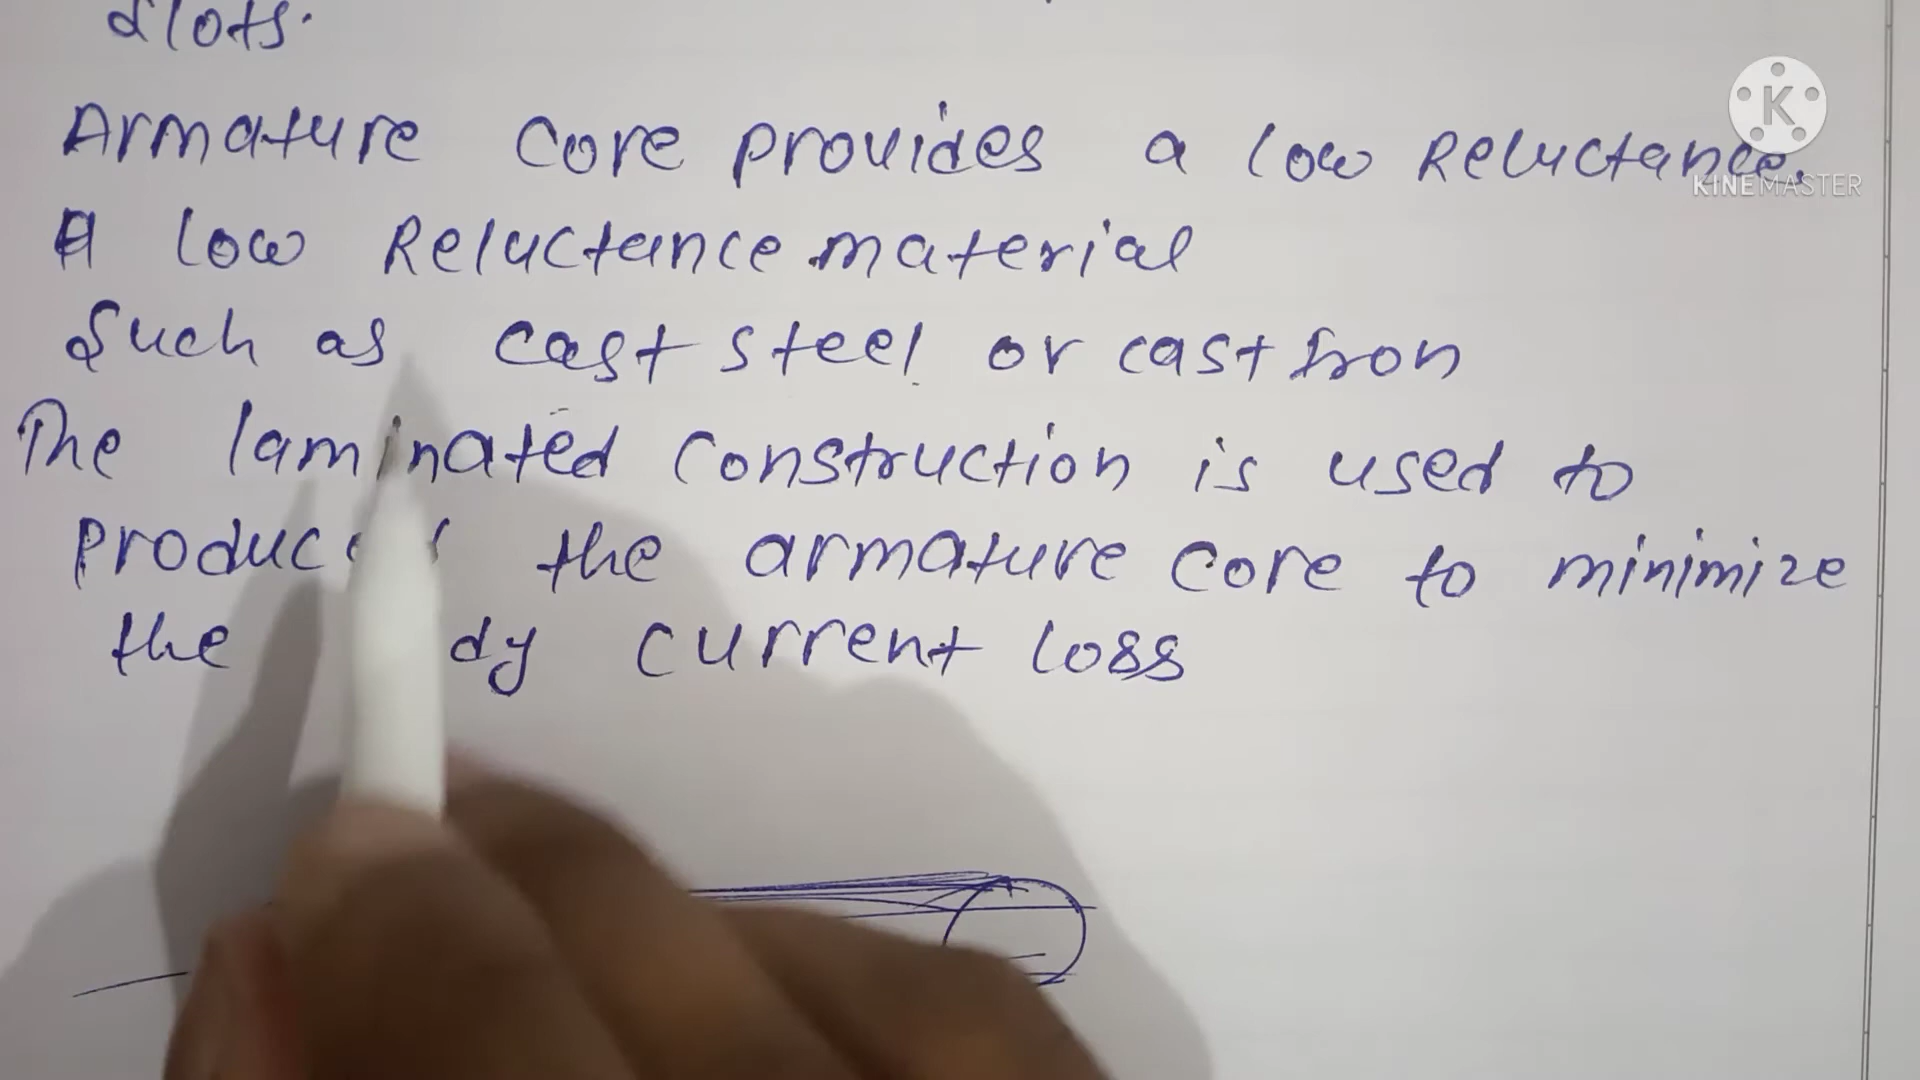 slots.
Armature core provides a low Reluctance.
A low Reluctance material
Such as cast steel or cast Iron
The laminated construction is used to
the armature core to minimize
the current loss
K
KINEMASTER